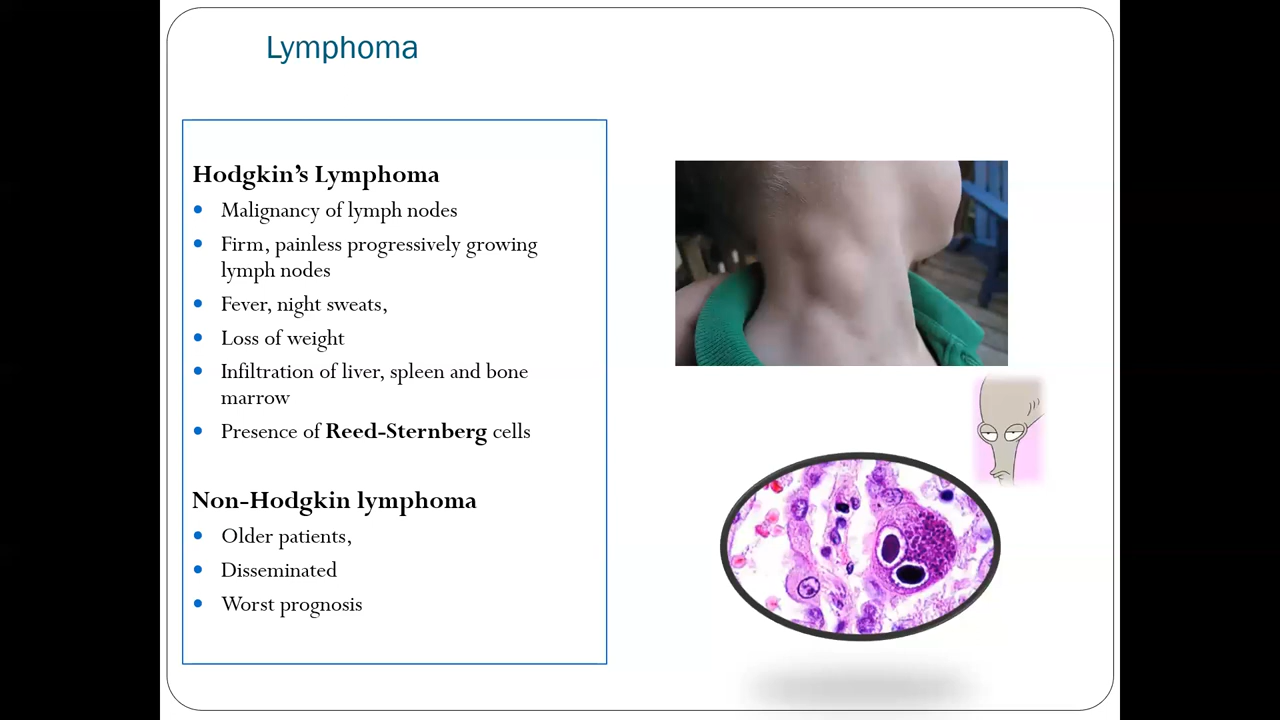 Lymphoma
Hodgkin’s Lymphoma
Malignancy of lymph nodes
Firm, painless progressively growing
lymph nodes
Fever, night sweats,
Loss of weight
Infiltration of liver, spleen and bone
marrow
Presence of Reed-Sternberg cells
Non-Hodgkin lymphoma
Older patients,
Disseminated
Worst prognosis